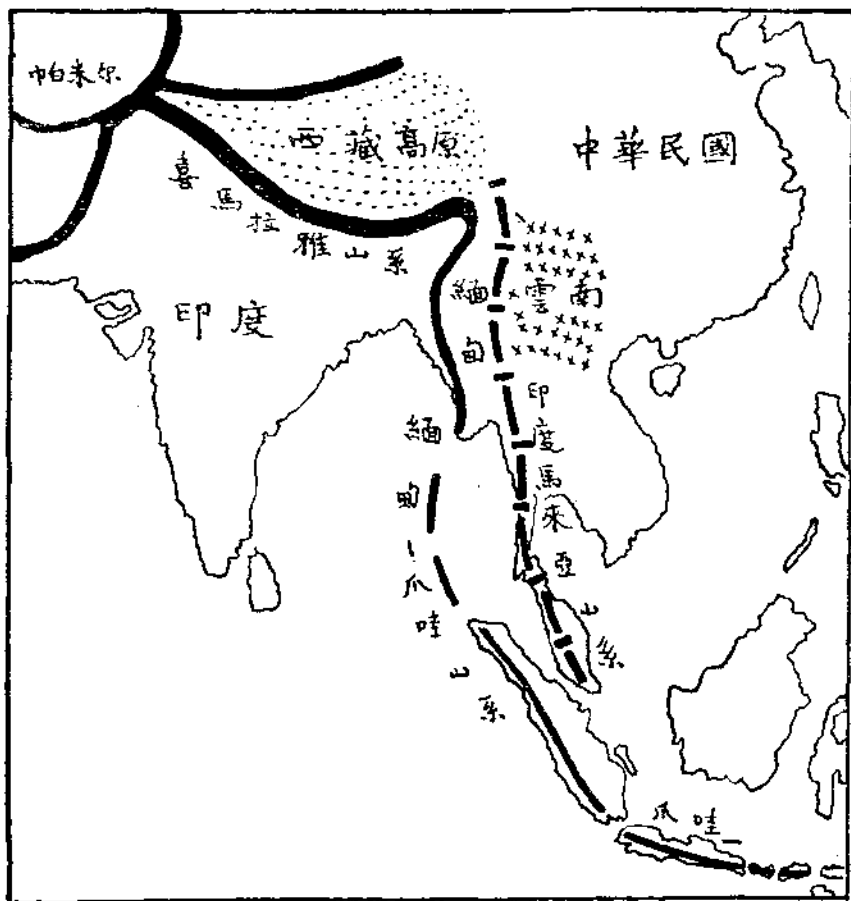 帕米尔
西藏高原
中華民國
喜馬拉雅山系
印度
緬甸
雲南
印度馬來亞山系
緬甸—爪哇山系
爪哇